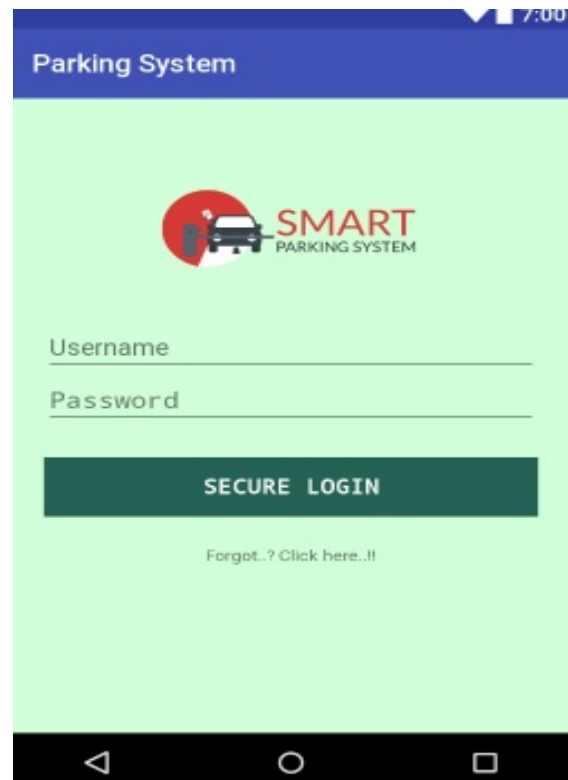 7:00
Parking System
SMART
PARKING SYSTEM
Username
Password
SECURE LOGIN
Forgot..? Click here..!!